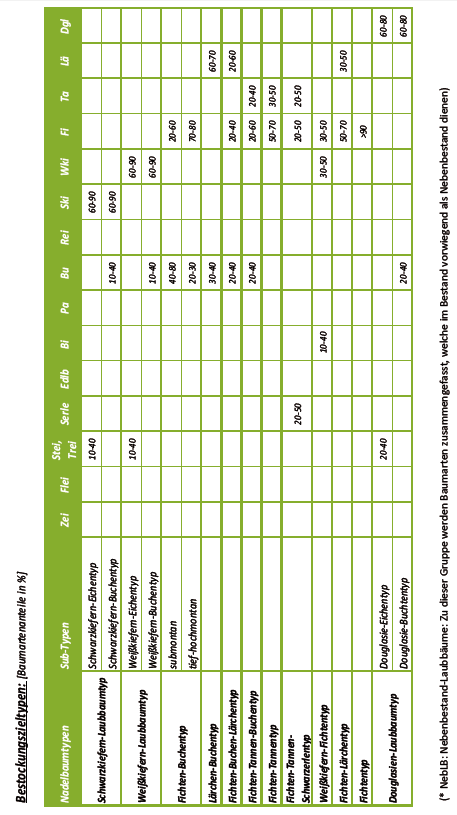 Bestockungszieltypen: [Baumartenanteile in %]
Nadelbaumtypen Sub-Typen Zei Flei Stei, Trei Serle Edlb Bi Pa Bu Rei Ski Wki Fi Ta Lä Dgl
Schwarzkiefern-Laubbaumtyp Schwarzkiefern-Eichentyp 10-40 60-90
Schwarzkiefern-Buchentyp 10-40 60-90
Weißkiefern-Laubbaumtyp Weißkiefern-Eichentyp 10-40 60-90
Weißkiefern-Buchentyp 10-40 60-90
Fichten-Buchentyp submontan 40-80 20-60
tief-hochmontan 20-30 70-80
Lärchen-Buchentyp 30-40 60-70
Fichten-Buchen-Lärchentyp 20-40 20-40 20-60
Fichten-Tannen-Buchentyp 20-40 20-60 20-40
Fichten-Tannentyp 50-70 30-50
Fichten-Tannen-
Schwarzerlentyp 20-50 20-50 20-50
Weißkiefern-Fichtentyp 10-40 30-50 30-50
Fichten-Lärchentyp 50-70 30-50
Fichtentyp >90
Douglasien-Laubbaumtyp Douglasie-Eichentyp 20-40 60-80
Douglasie-Buchtentyp 20-40 60-80
(* NebLB: Nebenbestand-Laubbäume: Zu dieser Gruppe werden Baumarten zusammengefasst, welche im Bestand vorwiegend als Nebenbestand dienen)